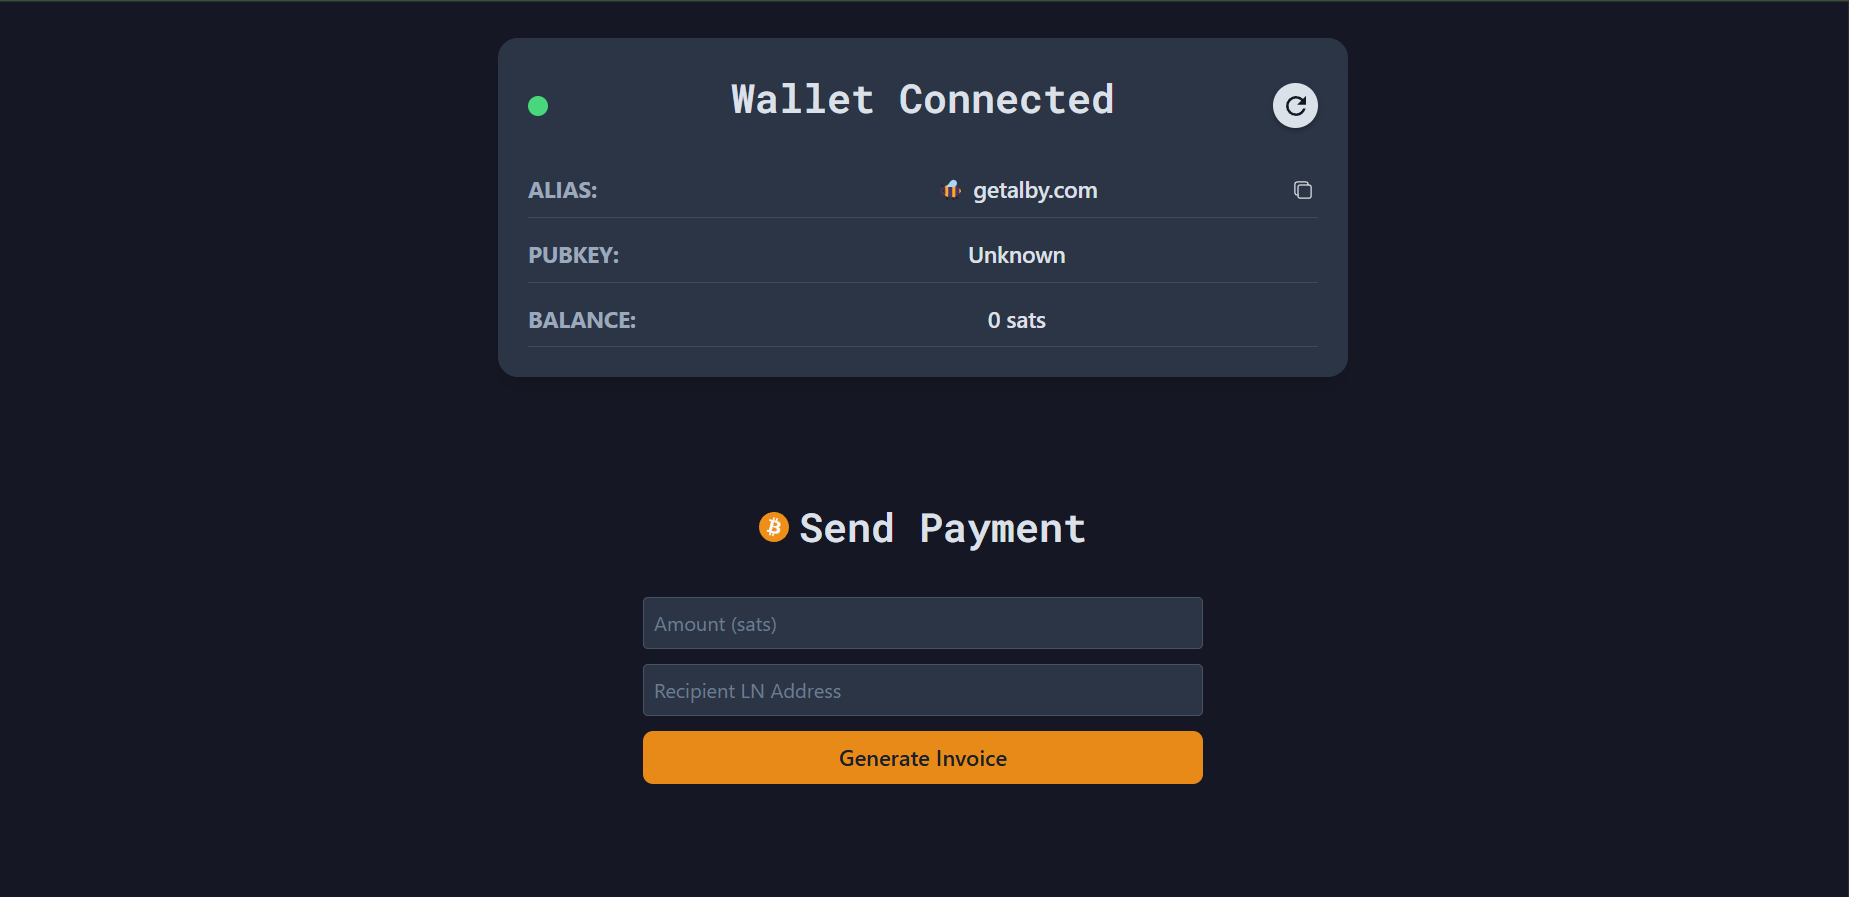 Wallet Connected
ALIAS: 🐝 getalby.com
PUBKEY: Unknown
BALANCE: 0 sats
Send Payment
Amount (sats)
Recipient LN Address
Generate Invoice